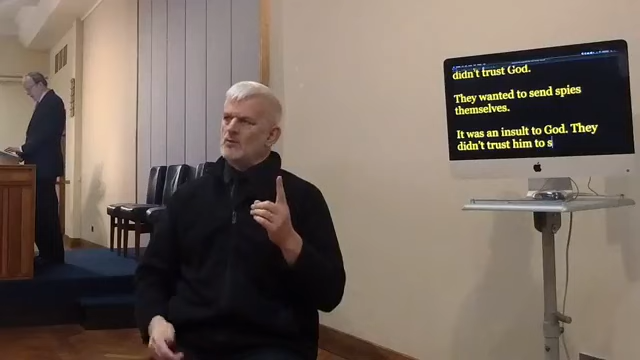 didn't trust God.
They wanted to send spies
themselves.
It was an insult to God. They
didn't trust him to s